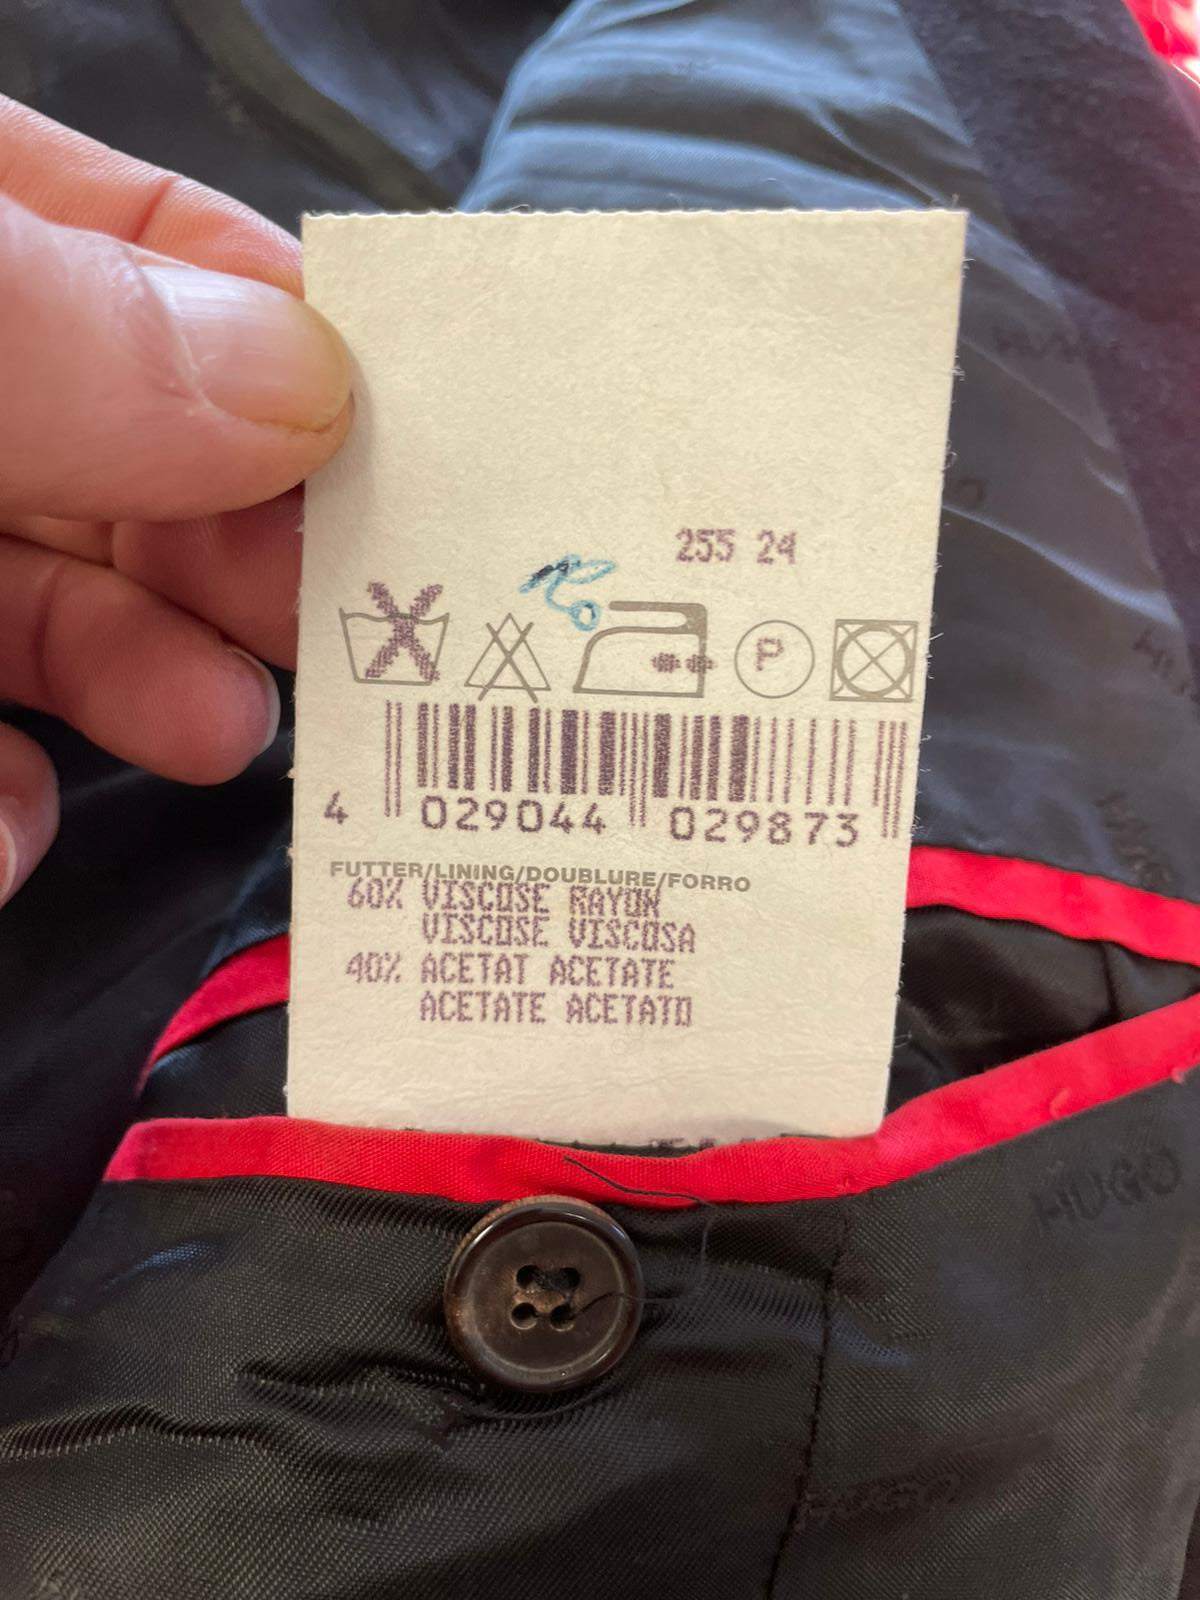 255 24
P
4 029044 029873
FUTTER/LINING/DOUBLURE/FORRO
60% VISCOSE RAYON
VISCOSE VISCOSA
40% ACETAT ACETATE
ACETATE ACETATO
HUGO